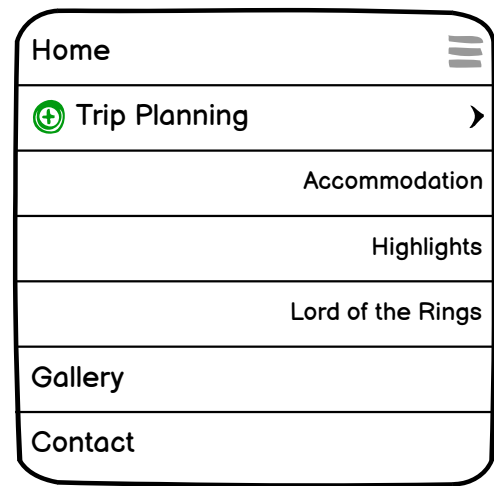 Home
Trip Planning
Accommodation
Highlights
Lord of the Rings
Gallery
Contact